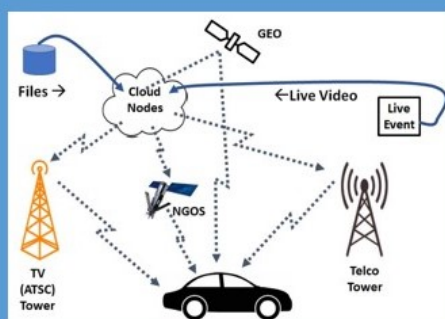 GEO
Files →
Cloud
Nodes
←Live Video
Live
Event
NGOS
TV
(ATSC)
Tower
Telco
Tower